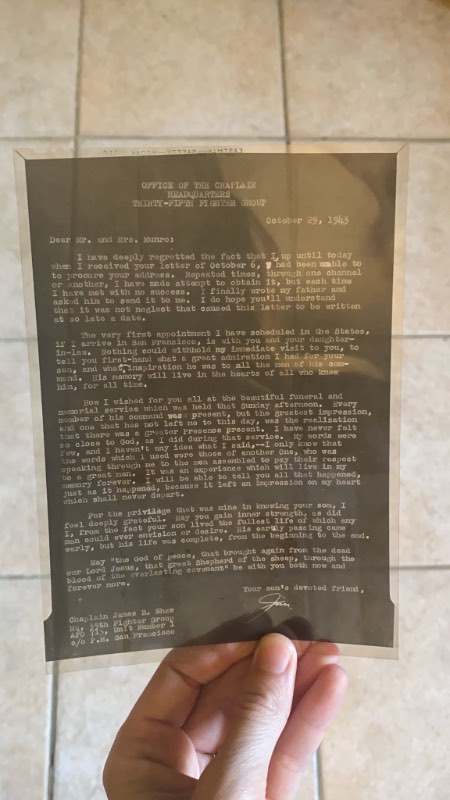 OFFICE OF THE CHAPLAIN
HEADQUARTERS
THIRTY-FIFTH FIGHTER GROUP
October 29, 1943
Dear Mr. and Mrs. Munro:
I have deeply regretted the fact that I up until today
when I received your letter of October 6, had been unable to
to procure your address. Repeated times, through one channel
or another, I have made attempt to obtain it, but each time
I have met with no success. I finally wrote my father and
asked him to send it to me. I do hope you'll understand
that it was not neglect that caused this letter to be written
at so late a date.
The very first appointment I have scheduled in the States,
if I arrive in San Francisco, is with you and your daughter-
in-law. Nothing could withhold my immediate visit to you, to
tell you first-hand what a great admiration I had for your
son, and what inspiration he was to all the men of his com-
mand. His memory will live in the hearts of all who knew
him, for all time.
How I wished for you all at the beautiful funeral and
memorial service which was held that Sunday afternoon. Every
member of his command was present, but the greatest impression,
and one that has not left me to this day, was the realization
that there was a greater Presence present. I have never felt
so close to God, as I did during that service. My words were
few, and I haven't any idea what I said,--I only know that
the words which I used were those of another One, who was
speaking through me to the men assembled to pay their respect
to a great man. It was an experience which will live in my
memory forever. I will be able to tell you all that happened,
just as it happened, because it left an impression on my heart
which shall never depart.
For the privilege that was mine in knowing your son, I
feel deeply grateful. May you gain inner strength, as did
I, from the fact your son lived the fullest life of which any
man could ever envision or desire. His earthly passing came
early, but his life was complete, from the beginning to the end.
May "the God of peace, that brought again from the dead
our Lord Jesus, that great Shepherd of the sheep, through the
blood of the everlasting covenant" be with you both now and
forever more.
Your son's devoted friend,
Jim
Chaplain James E. Shaw
Hq. 35th Fighter Group
APO 713, Unit Number 1
c/o P.M. San Francisco